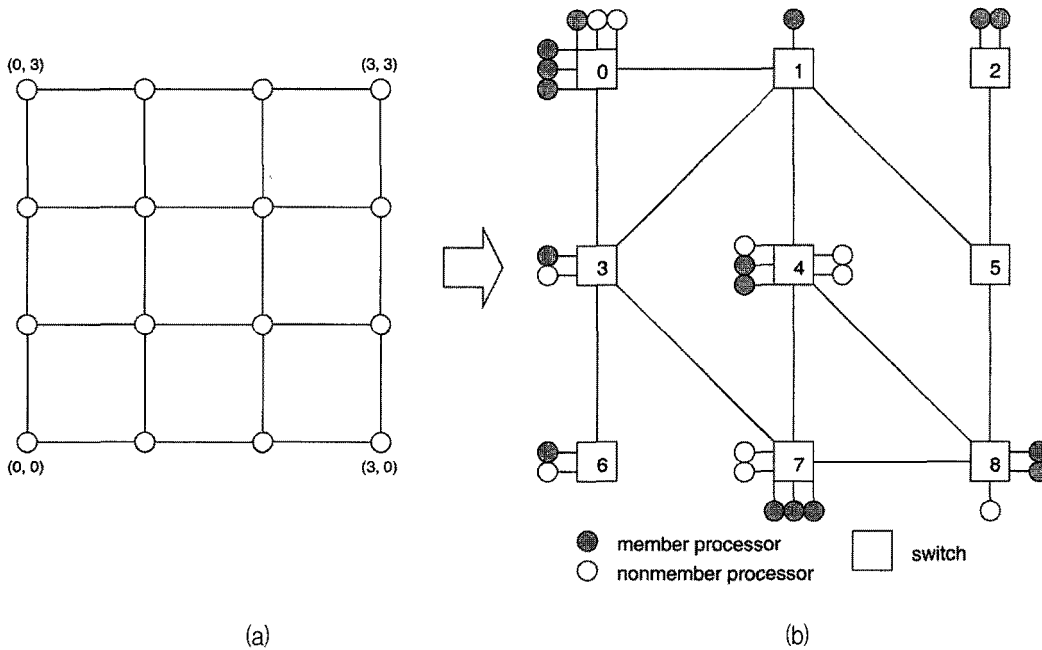 (0, 3)
(3, 3)
(0, 0)
(3, 0)
0
1
2
3
4
5
6
7
8
member processor
nonmember processor
switch
(a)
(b)